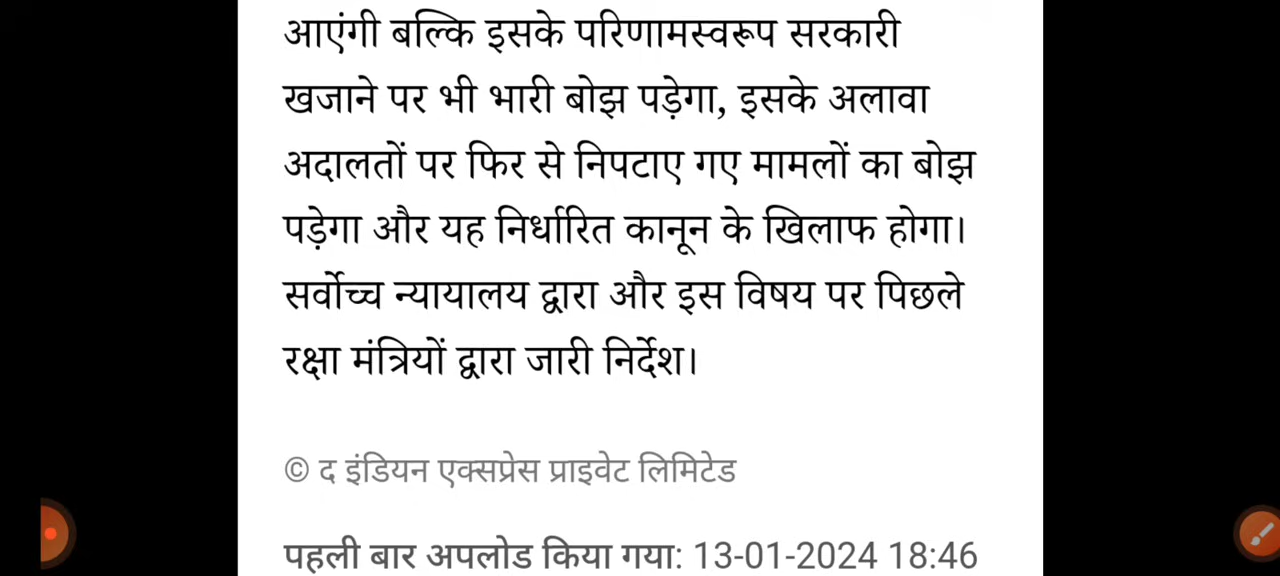 आएंगी बल्कि इसके परिणामस्वरूप सरकारी
खजाने पर भी भारी बोझ पड़ेगा, इसके अलावा
अदालतों पर फिर से निपटाए गए मामलों का बोझ
पड़ेगा और यह निर्धारित कानून के खिलाफ होगा।
सर्वोच्च न्यायालय द्वारा और इस विषय पर पिछले
रक्षा मंत्रियों द्वारा जारी निर्देश।
© द इंडियन एक्सप्रेस प्राइवेट लिमिटेड
पहली बार अपलोड किया गया: 13-01-2024 18:46